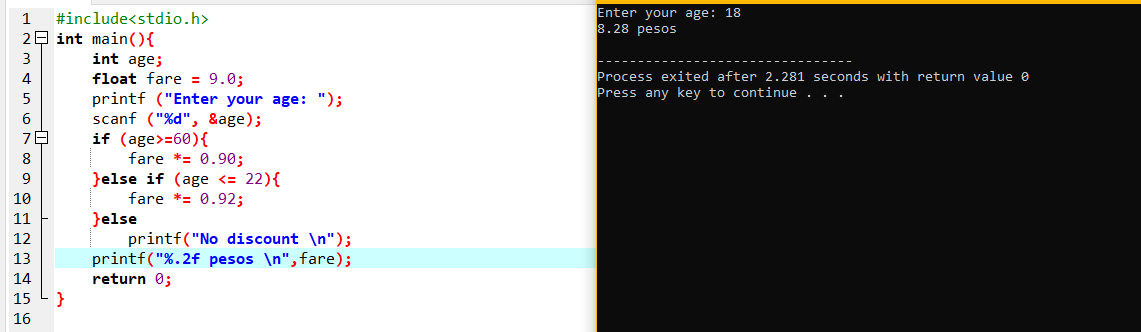 1 #include<stdio.h>
2 int main(){
3 int age;
4 float fare = 9.0;
5 printf ("Enter your age: ");
6 scanf ("%d", &age);
7 if (age>=60){
8 fare *= 0.90;
9 }else if (age <= 22){
10 fare *= 0.92;
11 }else
12 printf("No discount \n");
13 printf("%.2f pesos \n",fare);
14 return 0;
15 }
16
Enter your age: 18
8.28 pesos
--------------------------------
Process exited after 2.281 seconds with return value 0
Press any key to continue . . .